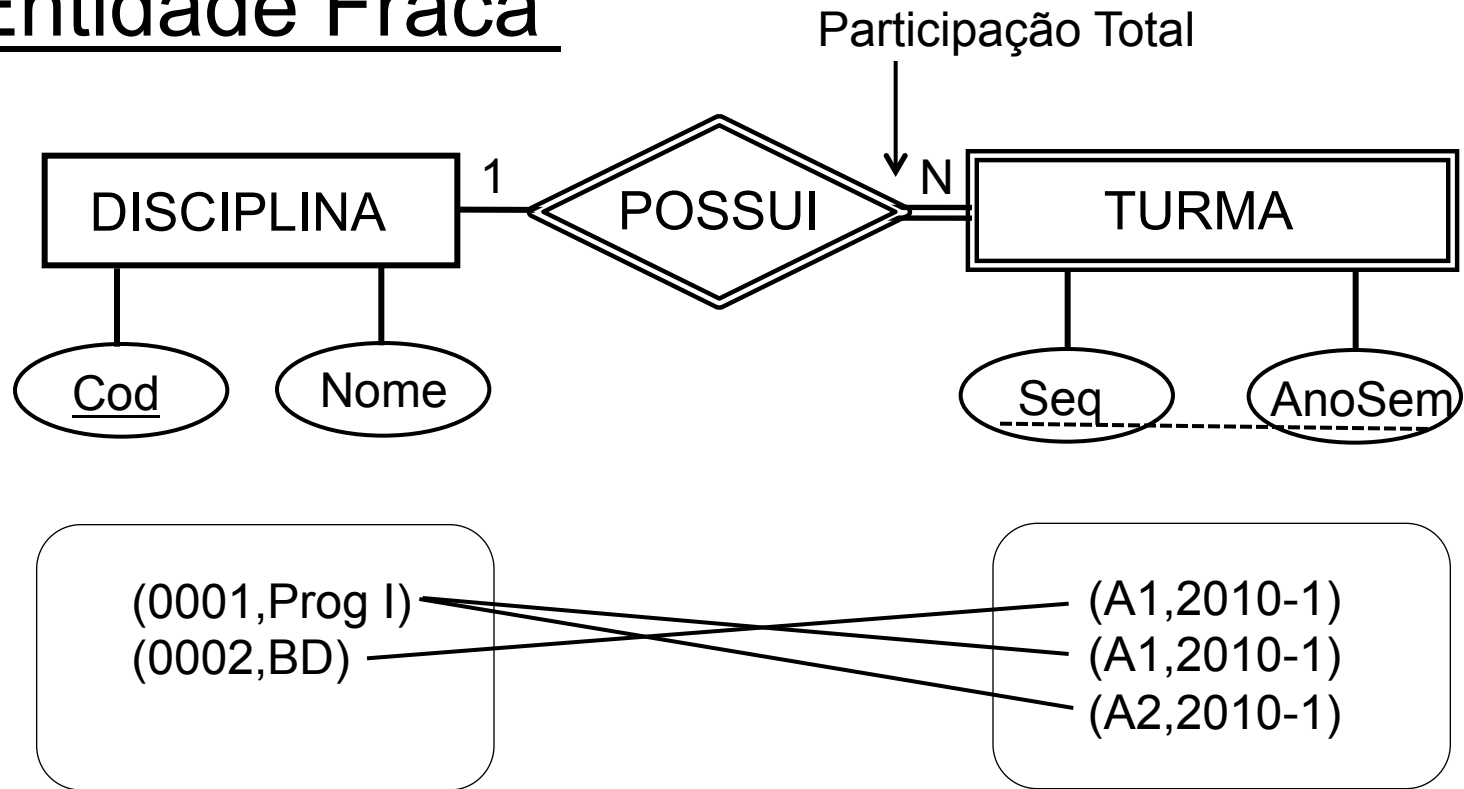 Entidade Fraca
Participação Total
DISCIPLINA
1
POSSUI
N
TURMA
Cod
Nome
Seq
AnoSem
(0001,Prog I)
(0002,BD)
(A1,2010-1)
(A1,2010-1)
(A2,2010-1)